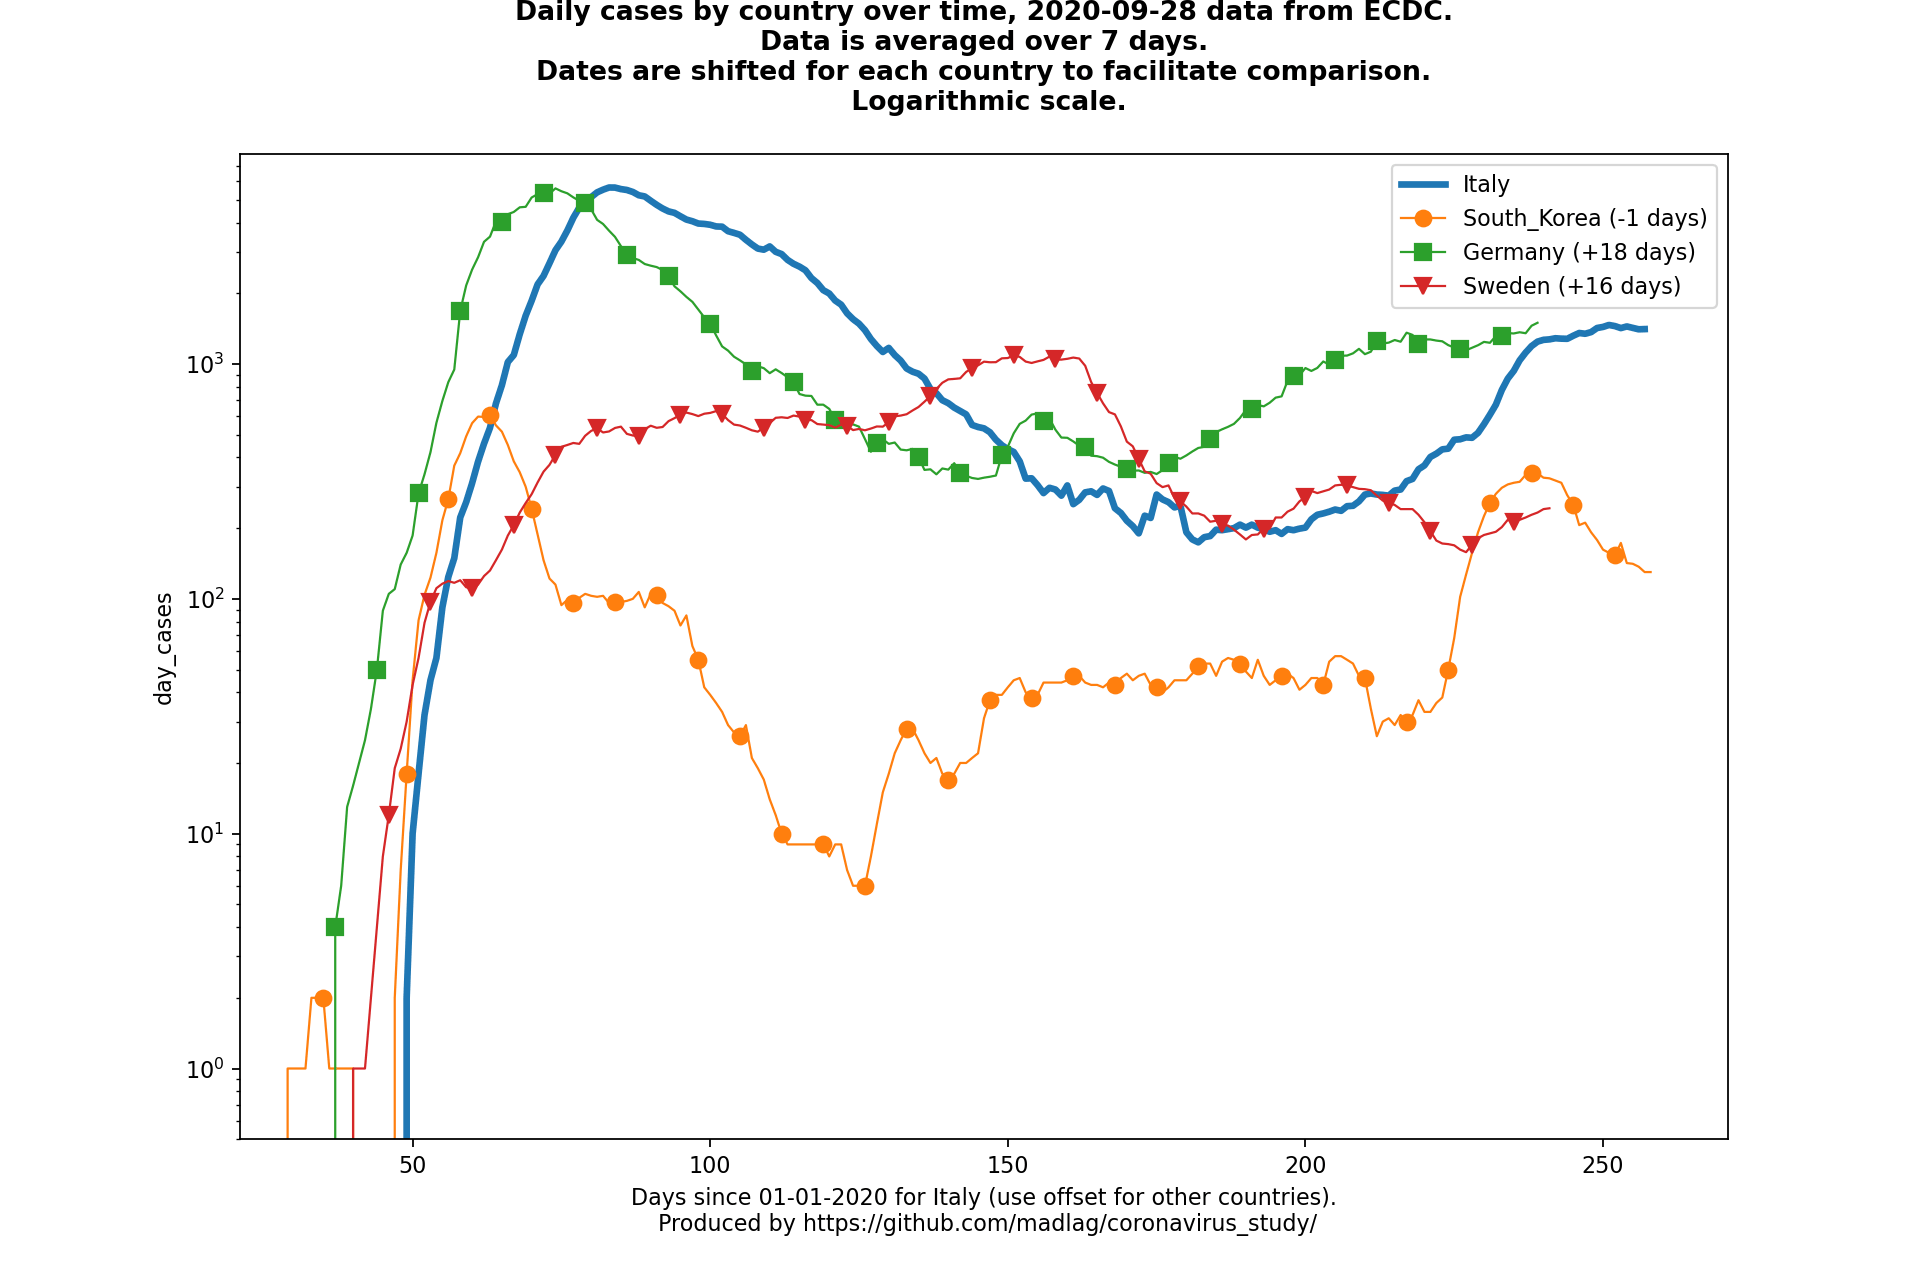 Daily cases by country over time, 2020-09-28 data from ECDC.
Data is averaged over 7 days.
Dates are shifted for each country to facilitate comparison.
Logarithmic scale.
Italy
South_Korea (-1 days)
Germany (+18 days)
Sweden (+16 days)
day_cases
10³
10²
10¹
10⁰
50 100 150 200 250
Days since 01-01-2020 for Italy (use offset for other countries).
Produced by https://github.com/madlag/coronavirus_study/